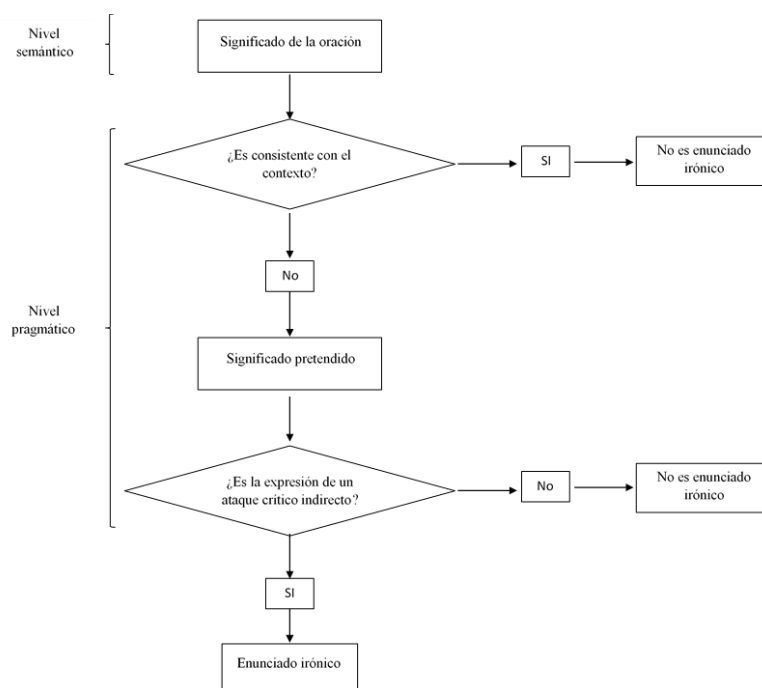 Nivel
semántico
Significado de la oración
¿Es consistente con el
contexto?
SI
No es enunciado
irónico
No
Nivel
pragmático
Significado pretendido
¿Es la expresión de un
ataque crítico indirecto?
No
No es enunciado
irónico
SI
Enunciado irónico